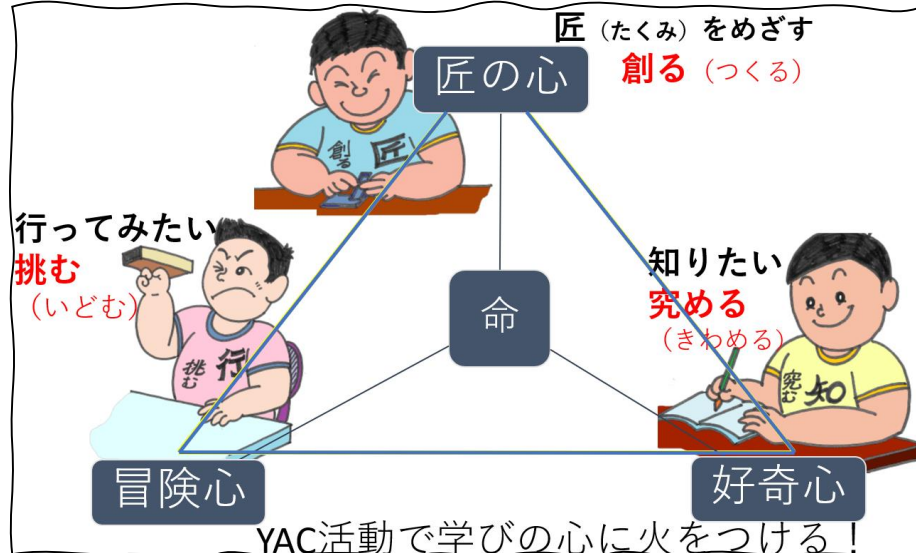 匠（たくみ）をめざす
創る（つくる）
匠の心
創る 匠
行ってみたい
挑む
（いどむ）
挑む 行
知りたい
究める
（きわめる）
究む 知
命
冒険心
好奇心
YAC活動で学びの心に火をつける！